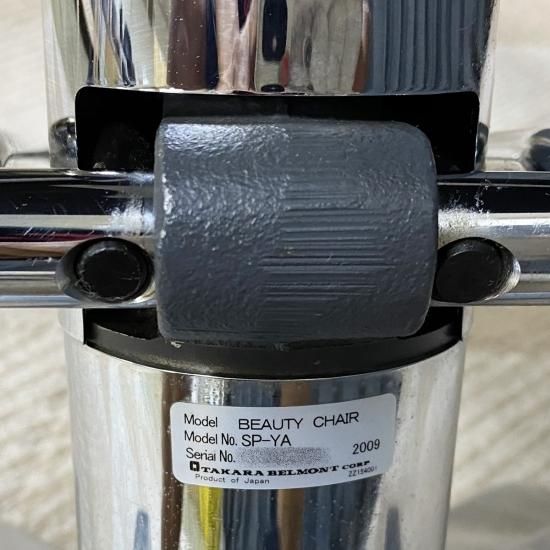 Model BEAUTY CHAIR
Model No. SP-YA
Serial No. 2009
TAKARA BELMONT CORP
Product of Japan ZZ154001